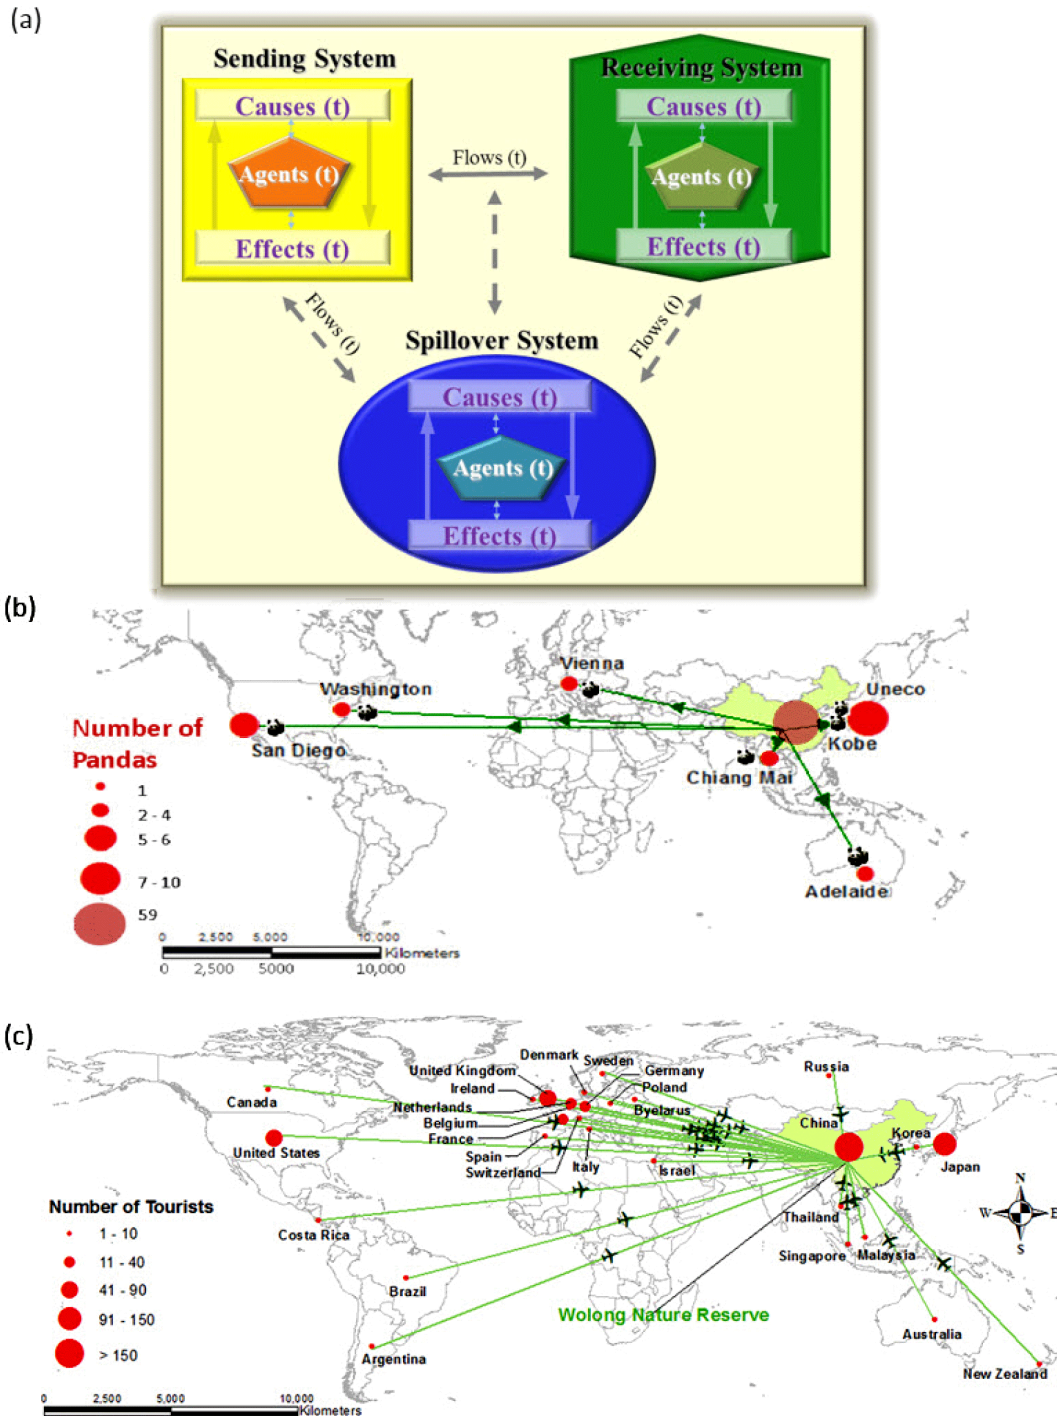 (a)
Sending System
Causes (t)
Agents (t)
Effects (t)
Flows (t)
Receiving System
Causes (t)
Agents (t)
Effects (t)
Flows (t)
Flows (t)
Spillover System
Causes (t)
Agents (t)
Effects (t)
(b)
Vienna
Washington
Uneco
San Diego
Kobe
Chiang Mai
Adelaide
Number of
Pandas
1
2 - 4
5 - 6
7 - 10
59
0 2,500 5,000 10,000
Kilometers
0 2,500 5000 10,000
(c)
Denmark
Sweden
United Kingdom
Germany
Ireland
Poland
Netherlands
Byelarus
Belgium
France
Spain
Switzerland
Italy
Israel
Russia
China
Korea
Japan
Canada
United States
Costa Rica
Brazil
Argentina
Thailand
Singapore
Malaysia
Australia
New Zealand
Wolong Nature Reserve
N
W E
S
Number of Tourists
1 - 10
11 - 40
41 - 90
91 - 150
> 150
0 2,500 5,000 10,000
Kilometers